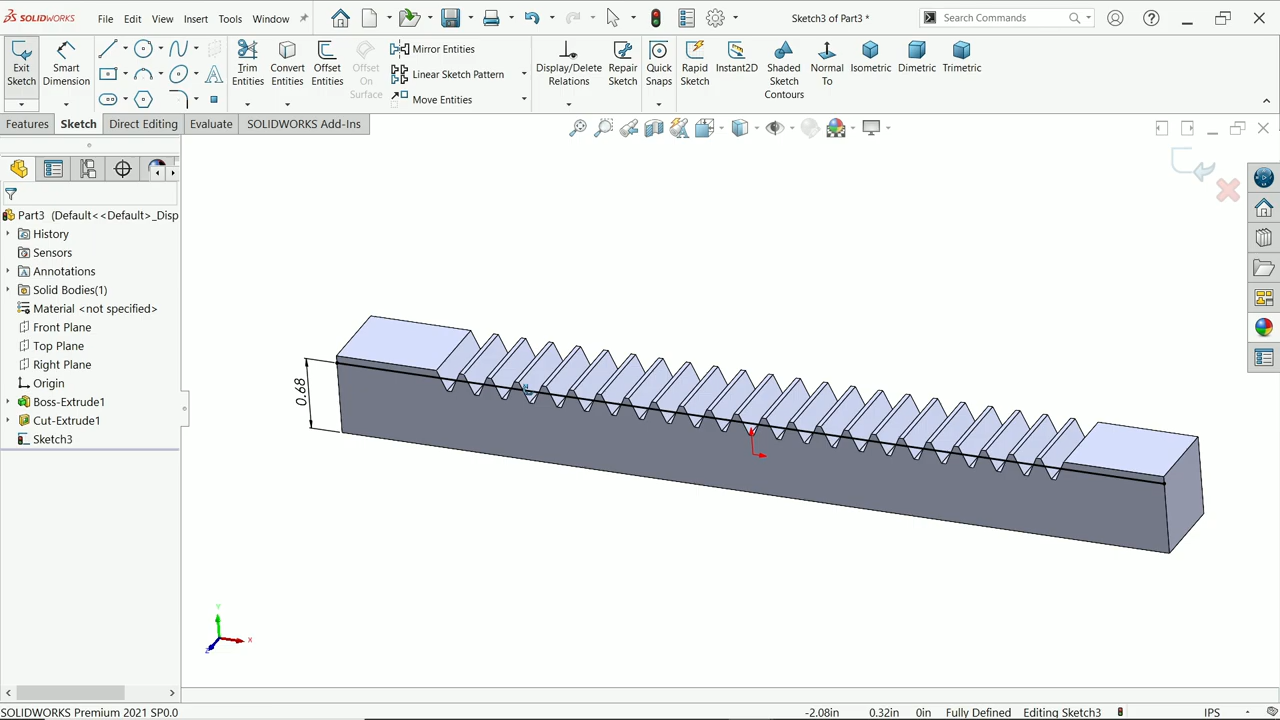 SOLIDWORKS File Edit View Insert Tools Window Sketch3 of Part3 * Search Commands
Exit Sketch
Smart Dimension
Trim Entities
Convert Entities
Offset Entities
Offset On Surface
Mirror Entities
Linear Sketch Pattern
Move Entities
Display/Delete Relations
Repair Sketch
Quick Snaps
Rapid Sketch
Instant2D
Shaded Sketch Contours
Normal To
Isometric
Dimetric
Trimetric
Features Sketch Direct Editing Evaluate SOLIDWORKS Add-Ins
Part3 (Default<<Default>_Disp
History
Sensors
Annotations
Solid Bodies(1)
Material <not specified>
Front Plane
Top Plane
Right Plane
Origin
Boss-Extrude1
Cut-Extrude1
Sketch3
0.68
Y
X
Z
SOLIDWORKS Premium 2021 SP0.0 -2.08in 0.32in 0in Fully Defined Editing Sketch3 IPS